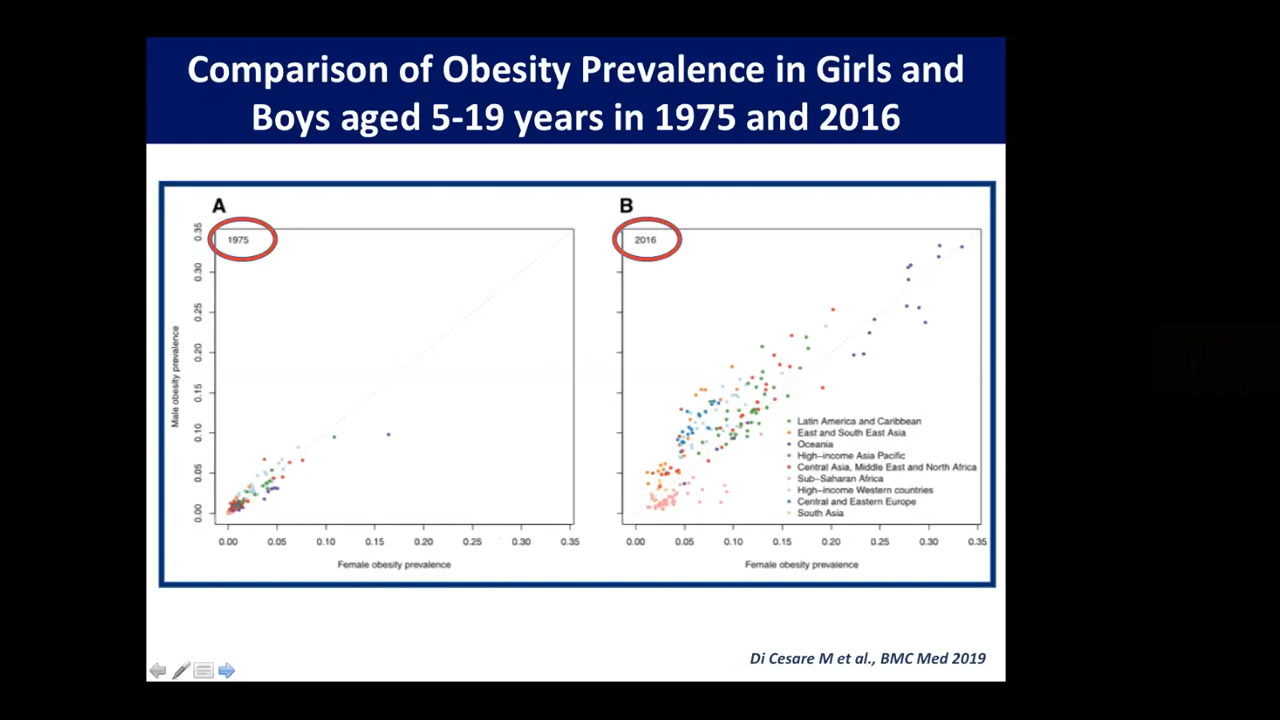 Comparison of Obesity Prevalence in Girls and
Boys aged 5-19 years in 1975 and 2016
A
1975
Male obesity prevalence
0.35
0.30
0.25
0.20
0.15
0.10
0.05
0.00
0.00 0.05 0.10 0.15 0.20 0.25 0.30 0.35
Female obesity prevalence
B
2016
Latin America and Caribbean
East and South East Asia
Oceania
High-income Asia Pacific
Central Asia, Middle East and North Africa
Sub-Saharan Africa
High-income Western countries
Central and Eastern Europe
South Asia
0.00 0.05 0.10 0.15 0.20 0.25 0.30 0.35
Female obesity prevalence
Di Cesare M et al., BMC Med 2019